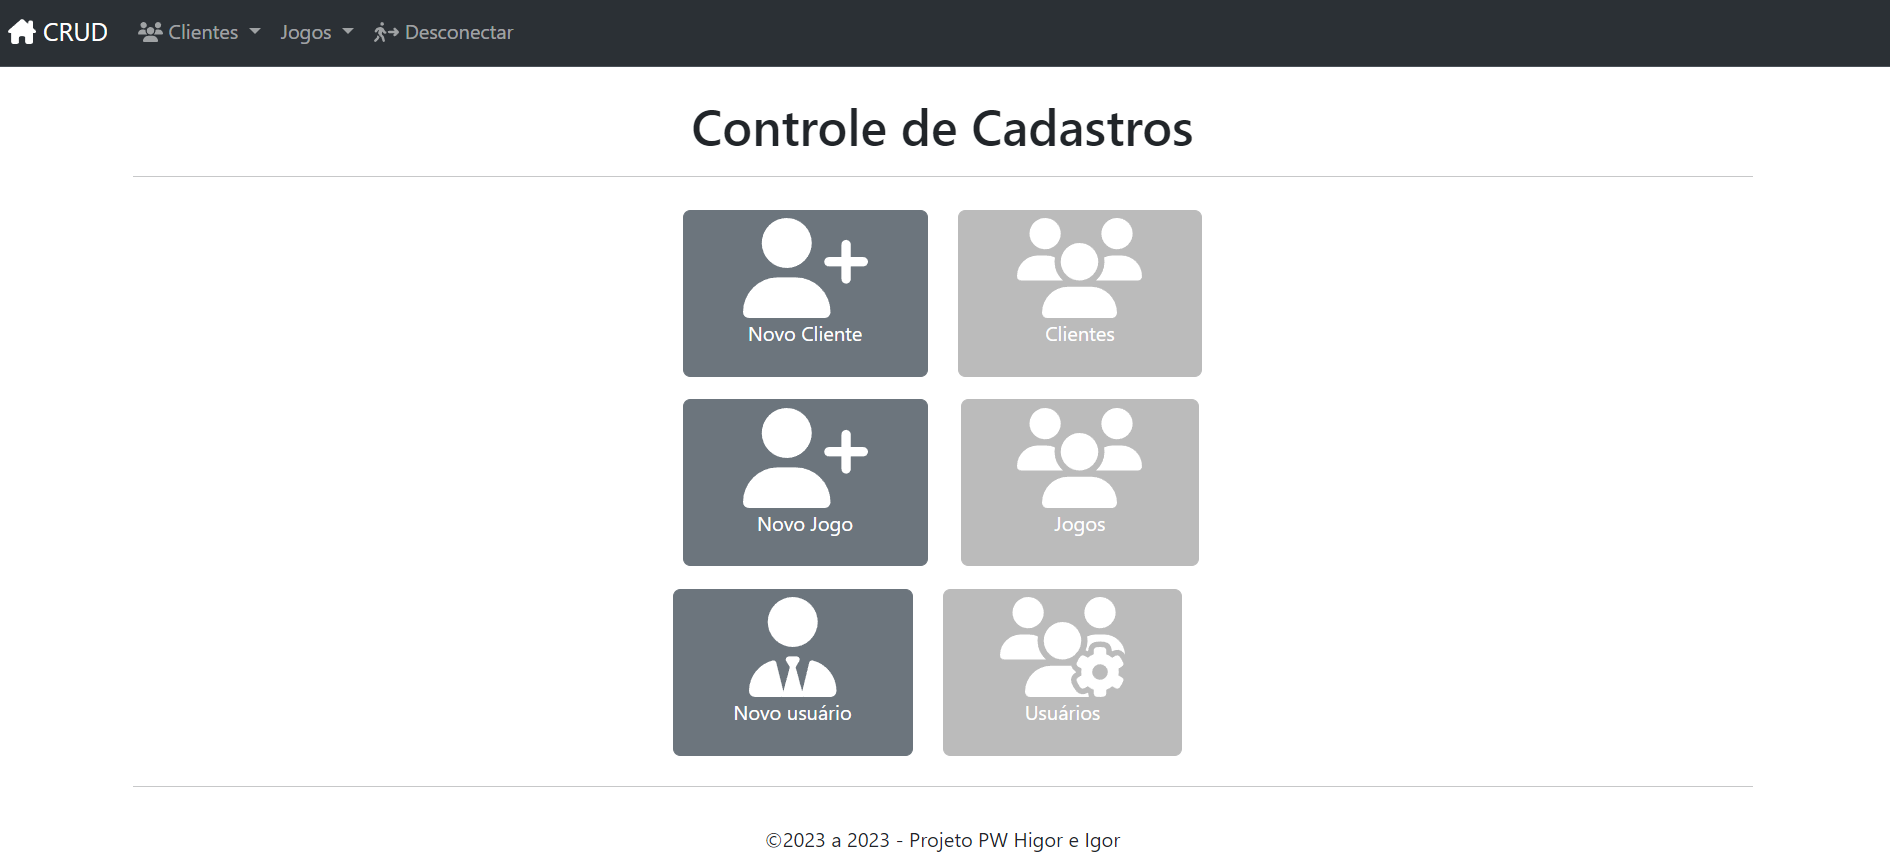 CRUD Clientes Jogos Desconectar
Controle de Cadastros
Novo Cliente Clientes
Novo Jogo Jogos
Novo usuário Usuários
©2023 a 2023 - Projeto PW Higor e Igor